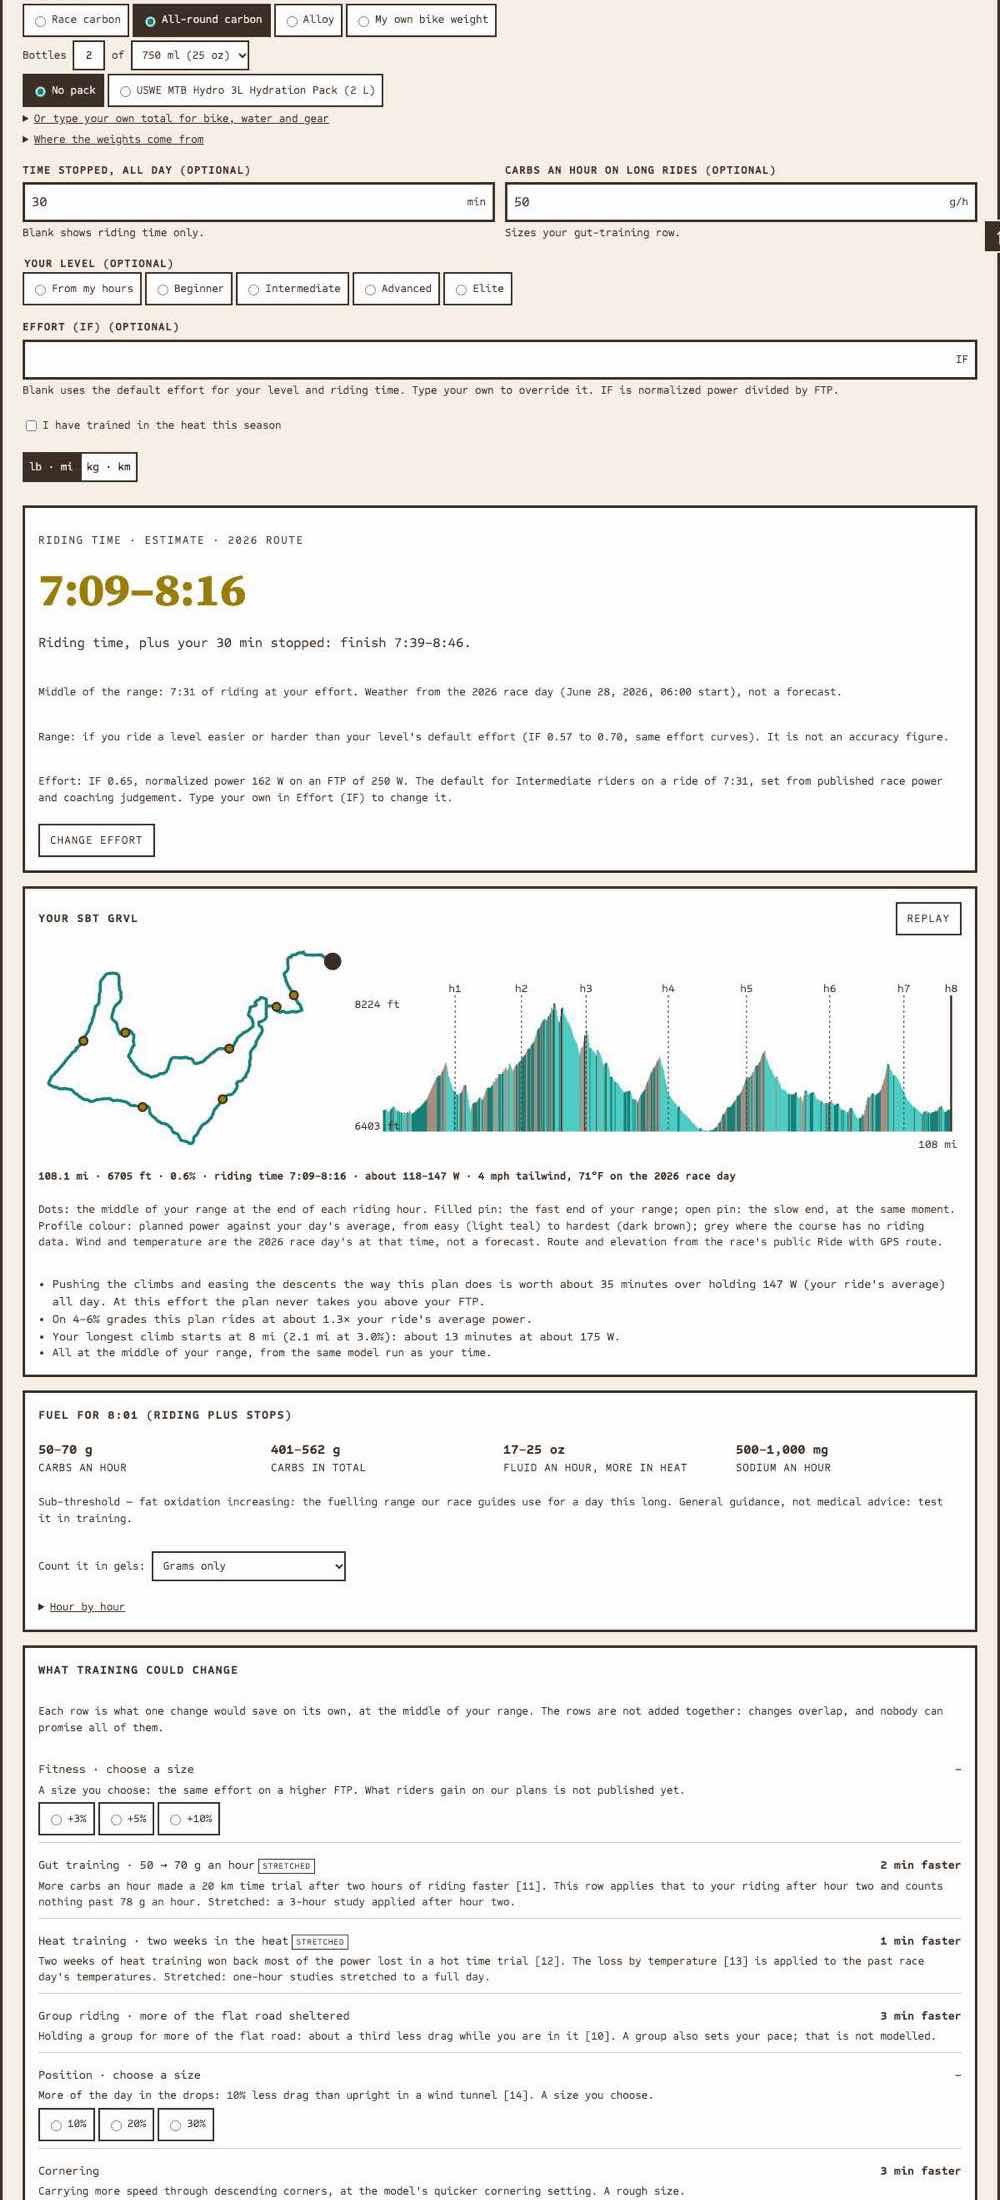 Race carbon All-round carbon Alloy My own bike weight
Bottles 2 of 750 ml (25 oz)
No pack USWE MTB Hydro 3L Hydration Pack (2 L)
Or type your own total for bike, water and gear
Where the weights come from
TIME STOPPED, ALL DAY (OPTIONAL) CARBS AN HOUR ON LONG RIDES (OPTIONAL)
30 min 50 g/h
Blank shows riding time only. Sizes your gut-training row.
YOUR LEVEL (OPTIONAL)
From my hours Beginner Intermediate Advanced Elite
EFFORT (IF) (OPTIONAL)
IF
Blank uses the default effort for your level and riding time. Type your own to override it. IF is normalized power divided by FTP.
I have trained in the heat this season
lb · mi kg · km
RIDING TIME · ESTIMATE · 2026 ROUTE
7:09–8:16
Riding time, plus your 30 min stopped: finish 7:39–8:46.
Middle of the range: 7:31 of riding at your effort. Weather from the 2026 race day (June 28, 2026, 06:00 start), not a forecast.
Range: if you ride a level easier or harder than your level's default effort (IF 0.57 to 0.70, same effort curves). It is not an accuracy figure.
Effort: IF 0.65, normalized power 162 W on an FTP of 250 W. The default for Intermediate riders on a ride of 7:31, set from published race power
and coaching judgement. Type your own in Effort (IF) to change it.
CHANGE EFFORT
YOUR SBT GRVL REPLAY
h1 h2 h3 h4 h5 h6 h7 h8
8224 ft
6403 ft
108 mi
108.1 mi · 6705 ft · 0.6% · riding time 7:09–8:16 · about 118–147 W · 4 mph tailwind, 71°F on the 2026 race day
Dots: the middle of your range at the end of each riding hour. Filled pin: the fast end of your range; open pin: the slow end, at the same moment.
Profile colour: planned power against your day's average, from easy (light teal) to hardest (dark brown); grey where the course has no riding
data. Wind and temperature are the 2026 race day's at that time, not a forecast. Route and elevation from the race's public Ride with GPS route.
• Pushing the climbs and easing the descents the way this plan does is worth about 35 minutes over holding 147 W (your ride's average)
all day. At this effort the plan never takes you above your FTP.
• On 4–6% grades this plan rides at about 1.3× your ride's average power.
• Your longest climb starts at 8 mi (2.1 mi at 3.0%): about 13 minutes at about 175 W.
• All at the middle of your range, from the same model run as your time.
FUEL FOR 8:01 (RIDING PLUS STOPS)
50–70 g 401–562 g 17–25 oz 500–1,000 mg
CARBS AN HOUR CARBS IN TOTAL FLUID AN HOUR, MORE IN HEAT SODIUM AN HOUR
Sub-threshold — fat oxidation increasing: the fuelling range our race guides use for a day this long. General guidance, not medical advice: test
it in training.
Count it in gels: Grams only
Hour by hour
WHAT TRAINING COULD CHANGE
Each row is what one change would save on its own, at the middle of your range. The rows are not added together: changes overlap, and nobody can
promise all of them.
Fitness · choose a size –
A size you choose: the same effort on a higher FTP. What riders gain on our plans is not published yet.
+3% +5% +10%
Gut training · 50 → 70 g an hour STRETCHED 2 min faster
More carbs an hour made a 20 km time trial after two hours of riding faster [11]. This row applies that to your riding after hour two and counts
nothing past 78 g an hour. Stretched: a 3-hour study applied after hour two.
Heat training · two weeks in the heat STRETCHED 1 min faster
Two weeks of heat training won back most of the power lost in a hot time trial [12]. The loss by temperature [13] is applied to the past race
day's temperatures. Stretched: one-hour studies stretched to a full day.
Group riding · more of the flat road sheltered 3 min faster
Holding a group for more of the flat road: about a third less drag while you are in it [10]. A group also sets your pace; that is not modelled.
Position · choose a size –
More of the day in the drops: 10% less drag than upright in a wind tunnel [14]. A size you choose.
10% 20% 30%
Cornering 3 min faster
Carrying more speed through descending corners, at the model's quicker cornering setting. A rough size.